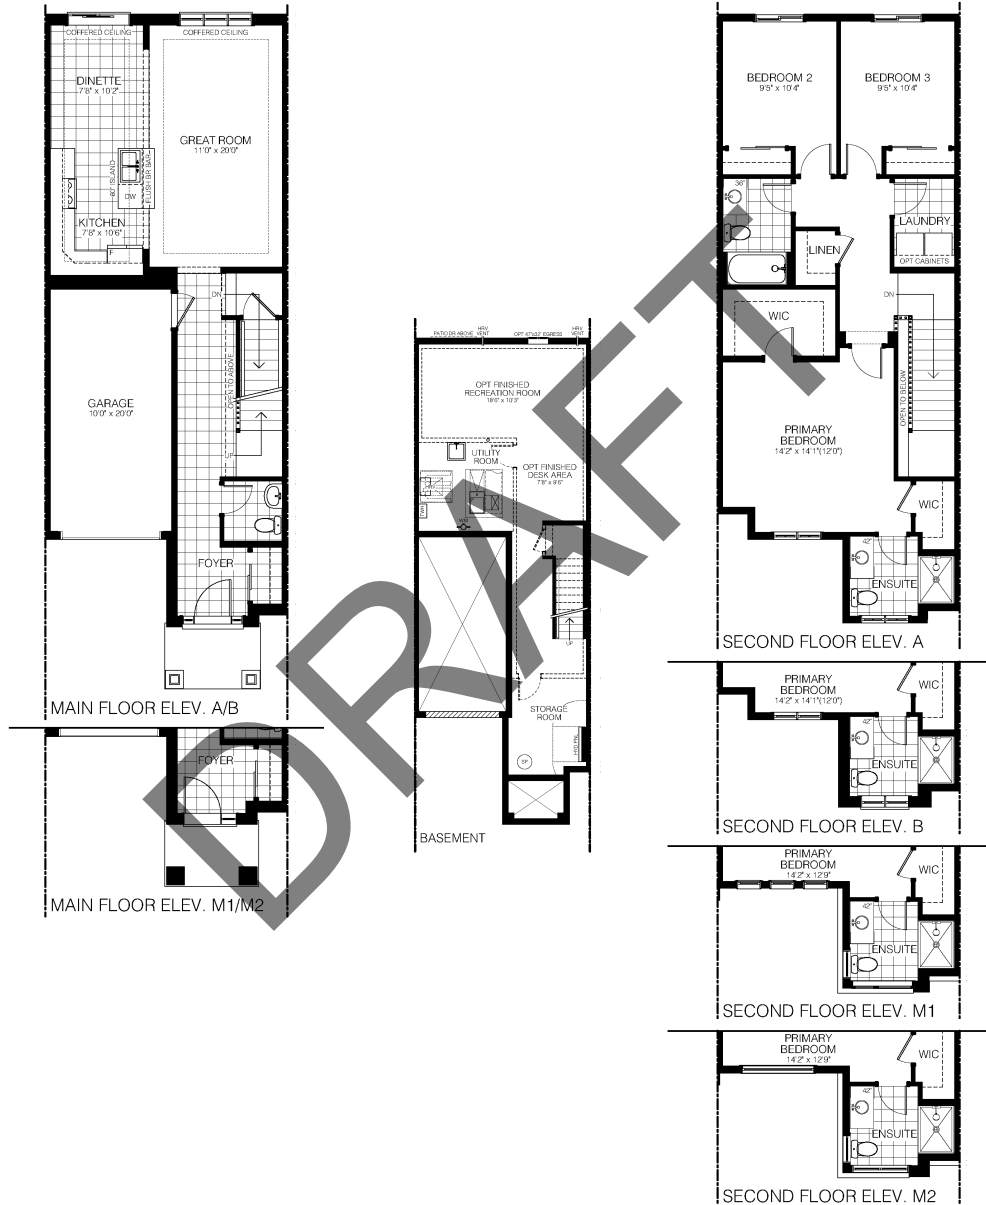 COFFERED CEILING
COFFERED CEILING
DINETTE
7'8" x 10'2"
GREAT ROOM
11'0" x 20'0"
60" ISLAND
FLUSH BR BAR
DW
KITCHEN
7'8" x 10'6"
F
DN
OPEN TO ABOVE
GARAGE
10'0" x 20'0"
UP
FOYER
MAIN FLOOR ELEV. A/B
FOYER
MAIN FLOOR ELEV. M1/M2
PATIO DR ABOVE
HRV
VENT
OPT 47"x32" EGRESS
HRV
VENT
OPT FINISHED
RECREATION ROOM
18'6" x 10'3"
UTILITY
ROOM
OPT FINISHED
DESK AREA
7'8" x 9'6"
TWH
WM
UP
STORAGE
ROOM
HYD PNL
SP
BASEMENT
BEDROOM 2
9'5" x 10'4"
BEDROOM 3
9'5" x 10'4"
36"
LAUNDRY
LINEN
OPT CABINETS
DN
WIC
OPEN TO BELOW
PRIMARY
BEDROOM
14'2" x 14'1"(12'0")
WIC
42"
ENSUITE
SECOND FLOOR ELEV. A
PRIMARY
BEDROOM
14'2" x 14'1"(12'0")
WIC
42"
ENSUITE
SECOND FLOOR ELEV. B
PRIMARY
BEDROOM
14'2" x 12'9"
WIC
42"
ENSUITE
SECOND FLOOR ELEV. M1
PRIMARY
BEDROOM
14'2" x 12'9"
WIC
42"
ENSUITE
SECOND FLOOR ELEV. M2
DRAFT